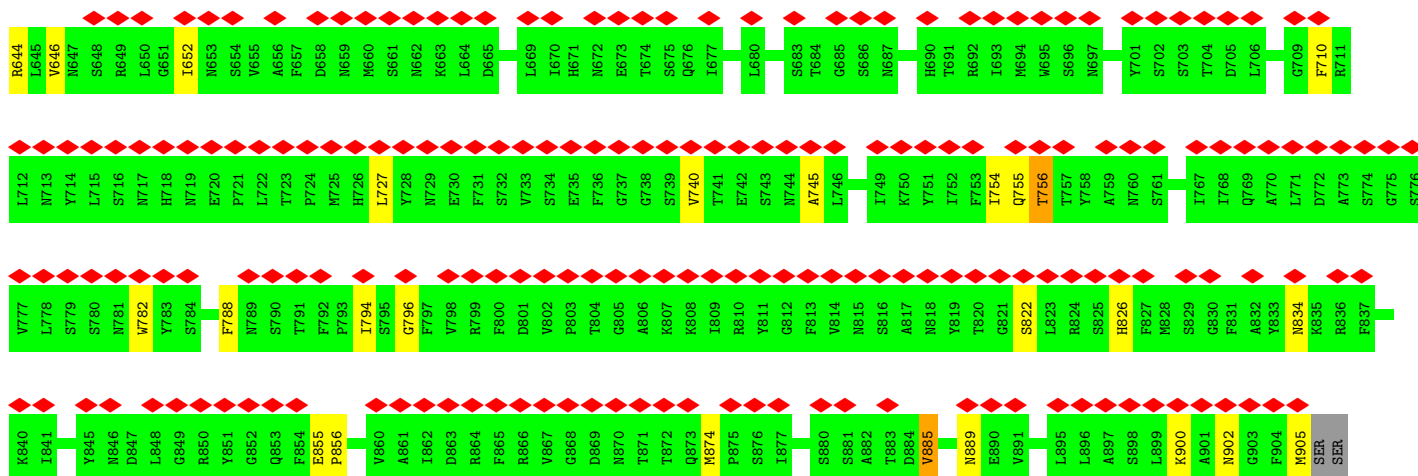 R644 L645 V646 N647 S648 R649 L650 G651 I652 N653 S654 V655 A656 F657 D658 N659 M660 S661 N662 K663 L664 D665 L669 I670 H671 N672 E673 T674 S675 Q676 I677 L680 S683 T684 G685 S686 N687 H690 T691 R692 I693 M694 W695 S696 N697 Y701 S702 S703 T704 D705 L706 G709 F710 R711
L712 N713 Y714 L715 S716 N717 H718 N719 E720 P721 L722 T723 P724 M725 H726 L727 Y728 N729 E730 F731 S732 V733 S734 E735 F736 G737 G738 S739 V740 T741 E742 S743 N744 A745 L746 I749 K750 Y751 I752 F753 I754 Q755 T756 T757 Y758 A759 N760 S761 I767 I768 Q769 A770 L771 D772 A773 S774 G775 S776
V777 L778 S779 S780 N781 W782 Y783 S784 F788 N789 S790 T791 F792 P793 I794 S795 G796 F797 V798 R799 F800 D801 V802 P803 T804 G805 A806 K807 K808 I809 R810 Y811 G812 F813 V814 N815 S816 A817 N818 Y819 T820 G821 S822 L823 R824 S825 H826 F827 M828 S829 G830 F831 A832 Y833 N834 K835 R836 F837
K840 I841 Y845 N846 D847 L848 G849 R850 Y851 G852 Q853 F854 E855 P856 V860 A861 I862 D863 R864 F865 R866 V867 G868 D869 N870 T871 T872 Q873 M874 P875 S876 I877 S880 S881 A882 T883 D884 V885 N889 E890 V891 L895 L896 A897 S898 L899 K900 A901 N902 G903 F904 M905 SER SER